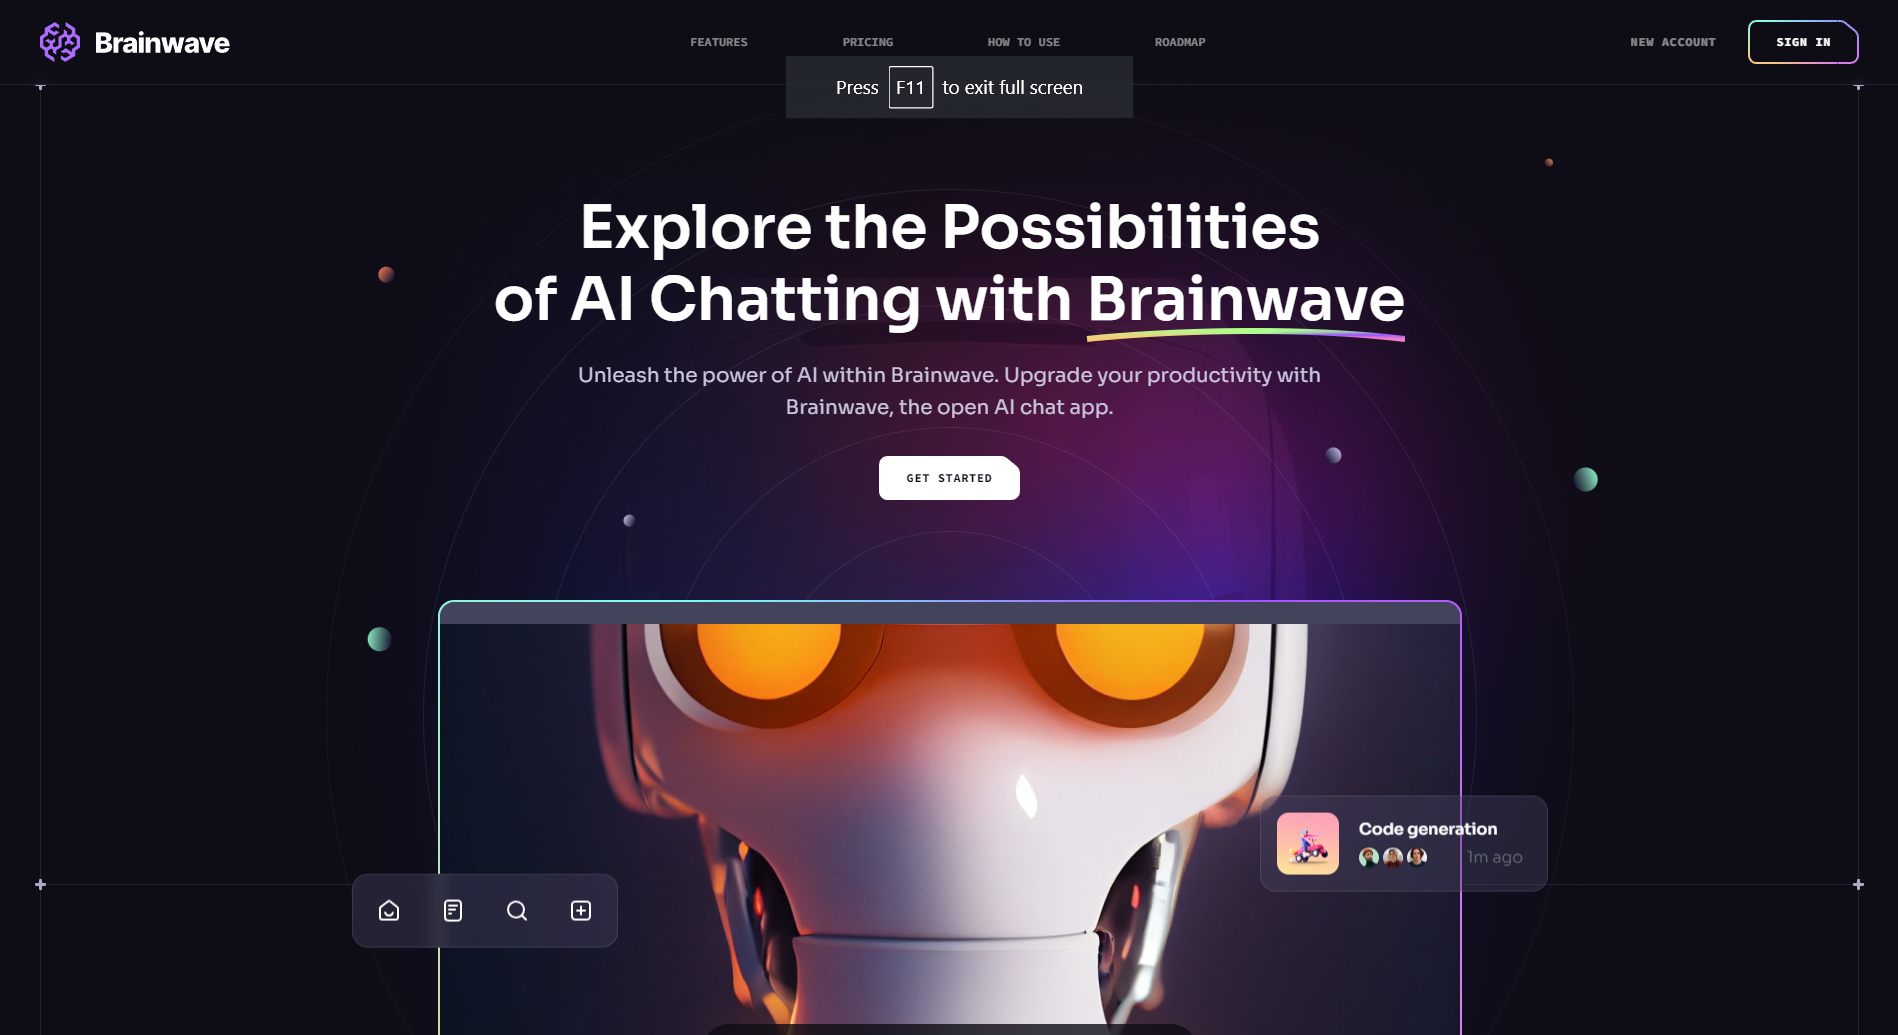 Brainwave
FEATURES
PRICING
HOW TO USE
ROADMAP
NEW ACCOUNT
SIGN IN
Press F11 to exit full screen
Explore the Possibilities
of AI Chatting with Brainwave
Unleash the power of AI within Brainwave. Upgrade your productivity with
Brainwave, the open AI chat app.
GET STARTED
Code generation
1m ago